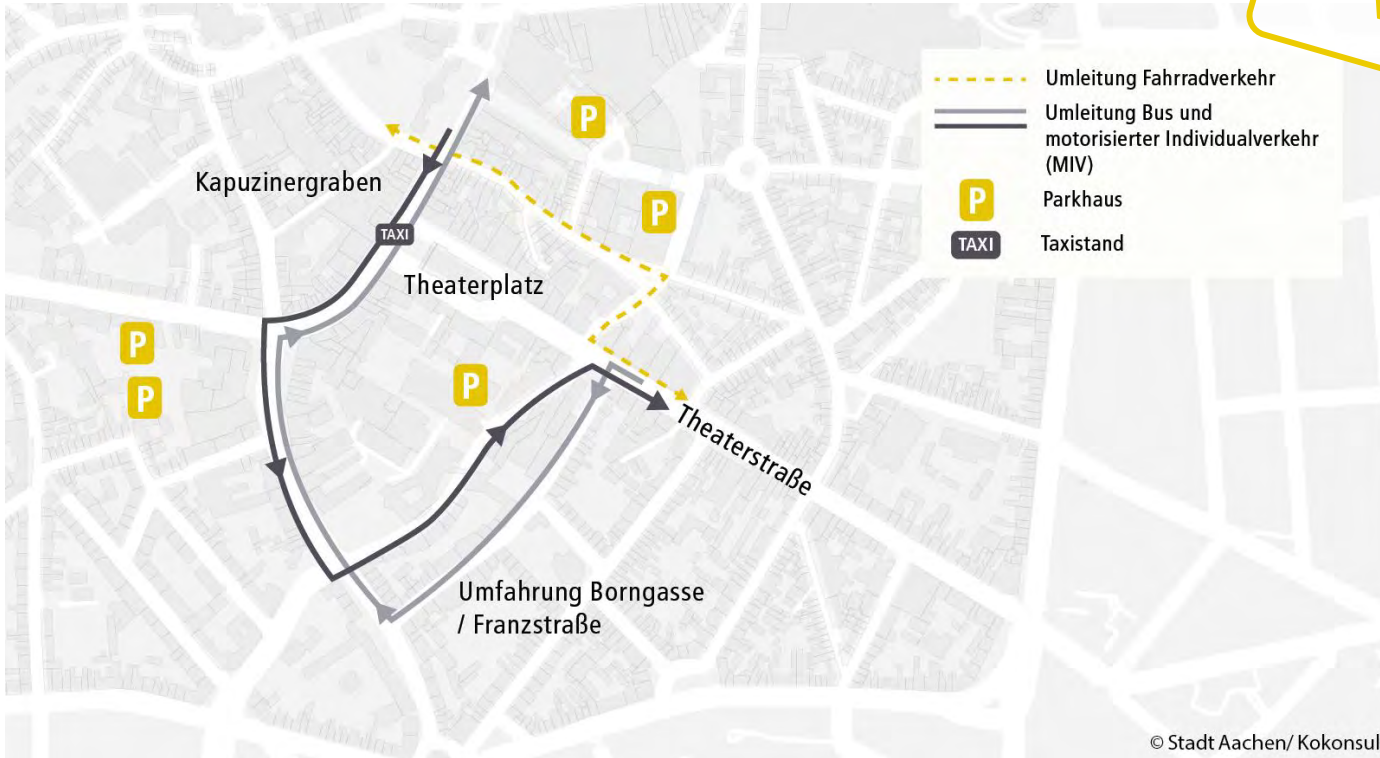 Umleitung Fahrradverkehr
Umleitung Bus und
motorisierter Individualverkehr
(MIV)
P
Parkhaus
TAXI
Taxistand
P
Kapuzinergraben
P
TAXI
Theaterplatz
P
P
P
Theaterstraße
Umfahrung Borngasse
/ Franzstraße
© Stadt Aachen/ Kokonsul